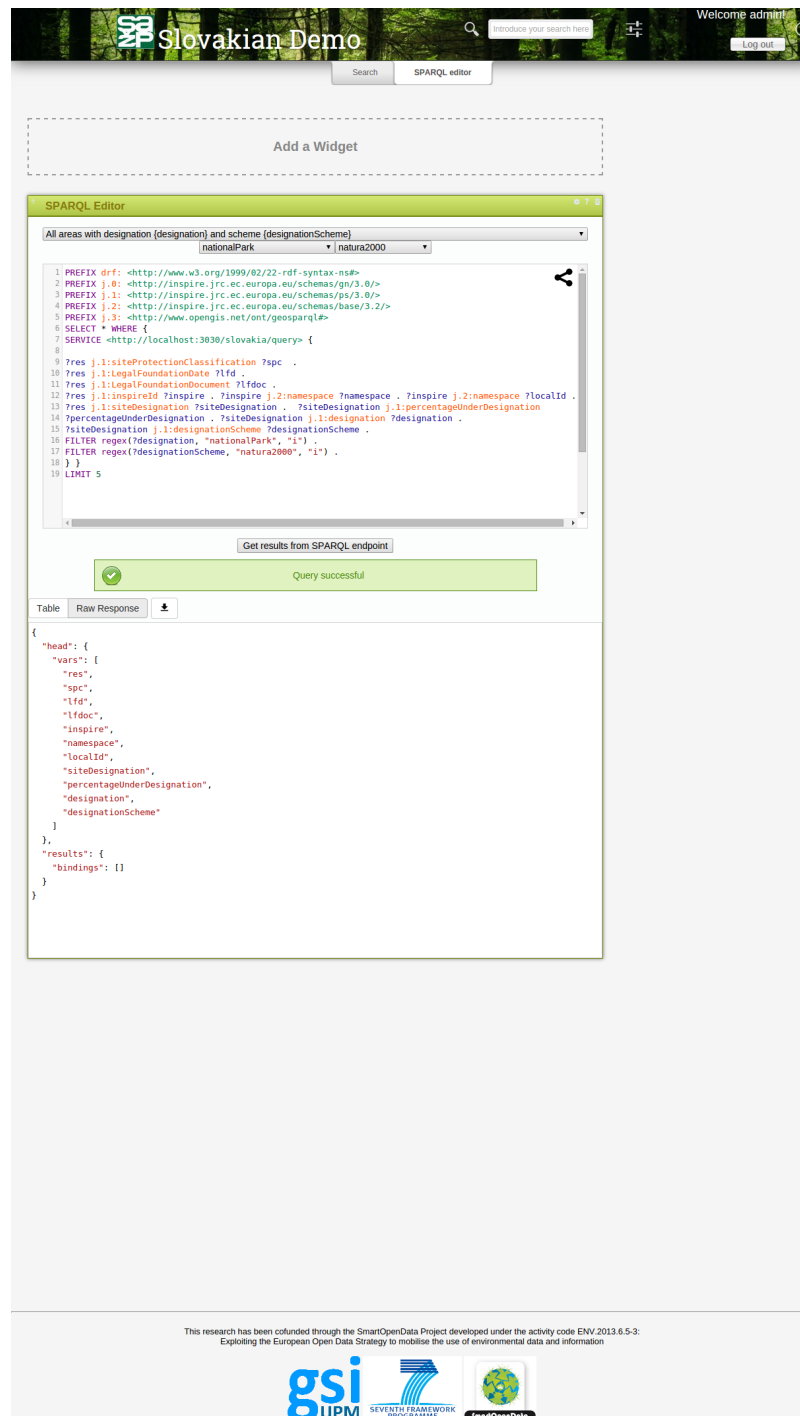 Welcome admin!
Slovakian Demo
Introduce your search here
Log out
Search
SPARQL editor
Add a Widget
SPARQL Editor
All areas with designation {designation} and scheme {designationScheme}
nationalPark natura2000
1 PREFIX drf: <http://www.w3.org/1999/02/22-rdf-syntax-ns#>
2 PREFIX j.0: <http://inspire.jrc.ec.europa.eu/schemas/gn/3.0/>
3 PREFIX j.1: <http://inspire.jrc.ec.europa.eu/schemas/ps/3.0/>
4 PREFIX j.2: <http://inspire.jrc.ec.europa.eu/schemas/base/3.2/>
5 PREFIX j.3: <http://www.opengis.net/ont/geosparql#>
6 SELECT * WHERE {
7 SERVICE <http://localhost:3030/slovakia/query> {
8
9 ?res j.1:siteProtectionClassification ?spc .
10 ?res j.1:LegalFoundationDate ?lfd .
11 ?res j.1:LegalFoundationDocument ?lfdoc .
12 ?res j.1:inspireId ?inspire . ?inspire j.2:namespace ?namespace . ?inspire j.2:namespace ?localId .
13 ?res j.1:siteDesignation ?siteDesignation . ?siteDesignation j.1:percentageUnderDesignation
14 ?percentageUnderDesignation . ?siteDesignation j.1:designation ?designation .
15 ?siteDesignation j.1:designationScheme ?designationScheme .
16 FILTER regex(?designation, "nationalPark", "i") .
17 FILTER regex(?designationScheme, "natura2000", "i") .
18 } }
19 LIMIT 5
Get results from SPARQL endpoint
Query successful
Table Raw Response
{
"head": {
"vars": [
"res",
"spc",
"lfd",
"lfdoc",
"inspire",
"namespace",
"localId",
"siteDesignation",
"percentageUnderDesignation",
"designation",
"designationScheme"
]
},
"results": {
"bindings": []
}
}
This research has been cofunded through the SmartOpenData Project developed under the activity code ENV.2013.6.5-3:
Exploiting the European Open Data Strategy to mobilise the use of environmental data and information
gsi
UPM
SEVENTH FRAMEWORK
PROGRAMME